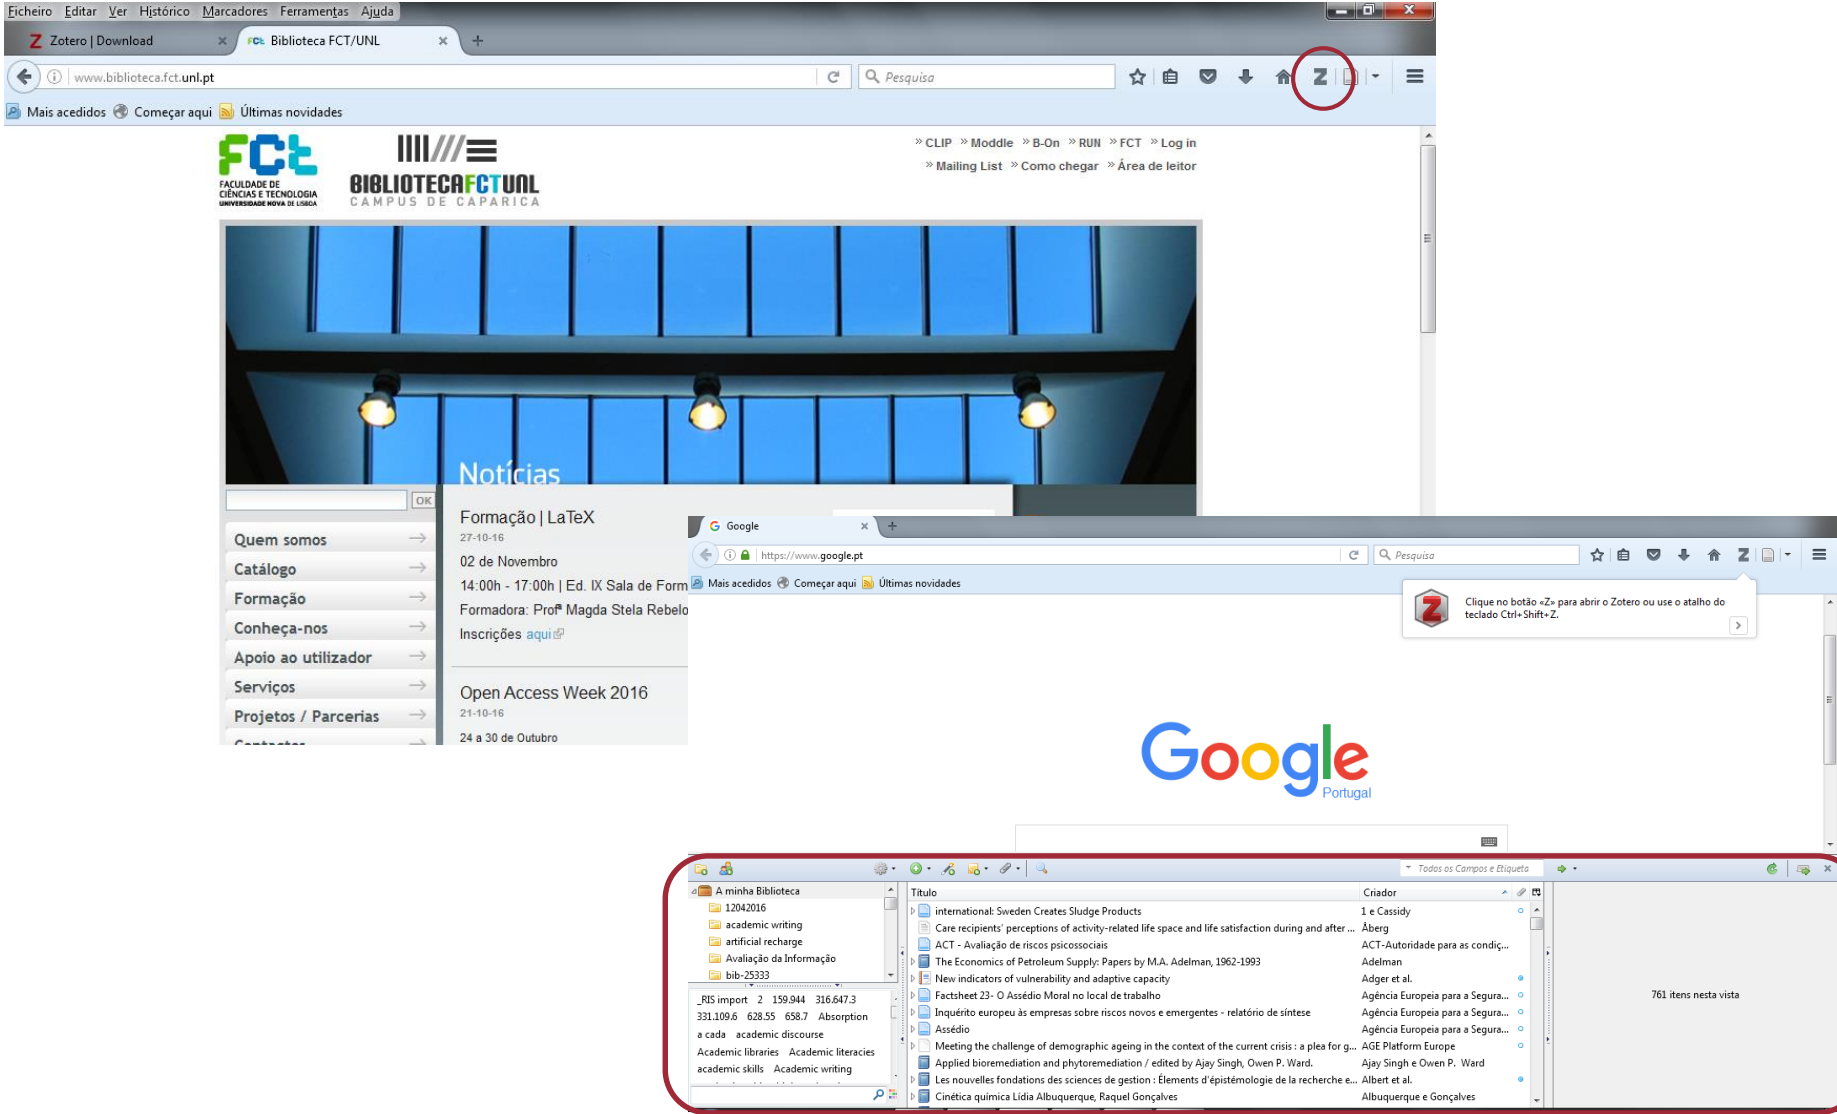 Ficheiro Editar Ver Histórico Marcadores Ferramentas Ajuda
Z Zotero | Download
FCt Biblioteca FCT/UNL
www.biblioteca.fct.unl.pt
Pesquisa
Z
Mais acedidos Começar aqui Últimas novidades
FCt
FACULDADE DE
CIÊNCIAS E TECNOLOGIA
UNIVERSIDADE NOVA DE LISBOA
BIBLIOTECAFCTUNL
CAMPUS DE CAPARICA
» CLIP » Moddle » B-On » RUN » FCT » Log in
» Mailing List » Como chegar » Área de leitor
Notícias
OK
Quem somos
Catálogo
Formação
Conheça-nos
Apoio ao utilizador
Serviços
Projetos / Parcerias
Formação | LaTeX
27-10-16
02 de Novembro
14:00h - 17:00h | Ed. IX Sala de Form
Formadora: Profª Magda Stela Rebelo
Inscrições aqui
Open Access Week 2016
21-10-16
24 a 30 de Outubro
G Google
https://www.google.pt
Pesquisa
Z
Mais acedidos Começar aqui Últimas novidades
Z
Clique no botão «Z» para abrir o Zotero ou use o atalho do
teclado Ctrl+Shift+Z.
Google
Portugal
Todos os Campos e Etiqueta
A minha Biblioteca
12042016
academic writing
artificial recharge
Avaliação da Informação
bib-25333
_RIS import 2 159.944 316.647.3
331.109.6 628.55 658.7 Absorption
a cada academic discourse
Academic libraries Academic literacies
academic skills Academic writing
Título Criador
international: Sweden Creates Sludge Products 1 e Cassidy
Care recipients' perceptions of activity-related life space and life satisfaction during and after ... Åberg
ACT - Avaliação de riscos psicossociais ACT-Autoridade para as condiç...
The Economics of Petroleum Supply: Papers by M.A. Adelman, 1962-1993 Adelman
New indicators of vulnerability and adaptive capacity Adger et al.
Factsheet 23- O Assédio Moral no local de trabalho Agência Europeia para a Segura...
Inquérito europeu às empresas sobre riscos novos e emergentes - relatório de síntese Agência Europeia para a Segura...
Assédio Agência Europeia para a Segura...
Meeting the challenge of demographic ageing in the context of the current crisis : a plea for g... AGE Platform Europe
Applied bioremediation and phytoremediation / edited by Ajay Singh, Owen P. Ward. Ajay Singh e Owen P. Ward
Les nouvelles fondations des sciences de gestion : Élements d'épistémologie de la recherche e... Albert et al.
Cinética química Lídia Albuquerque, Raquel Gonçalves Albuquerque e Gonçalves
761 itens nesta vista